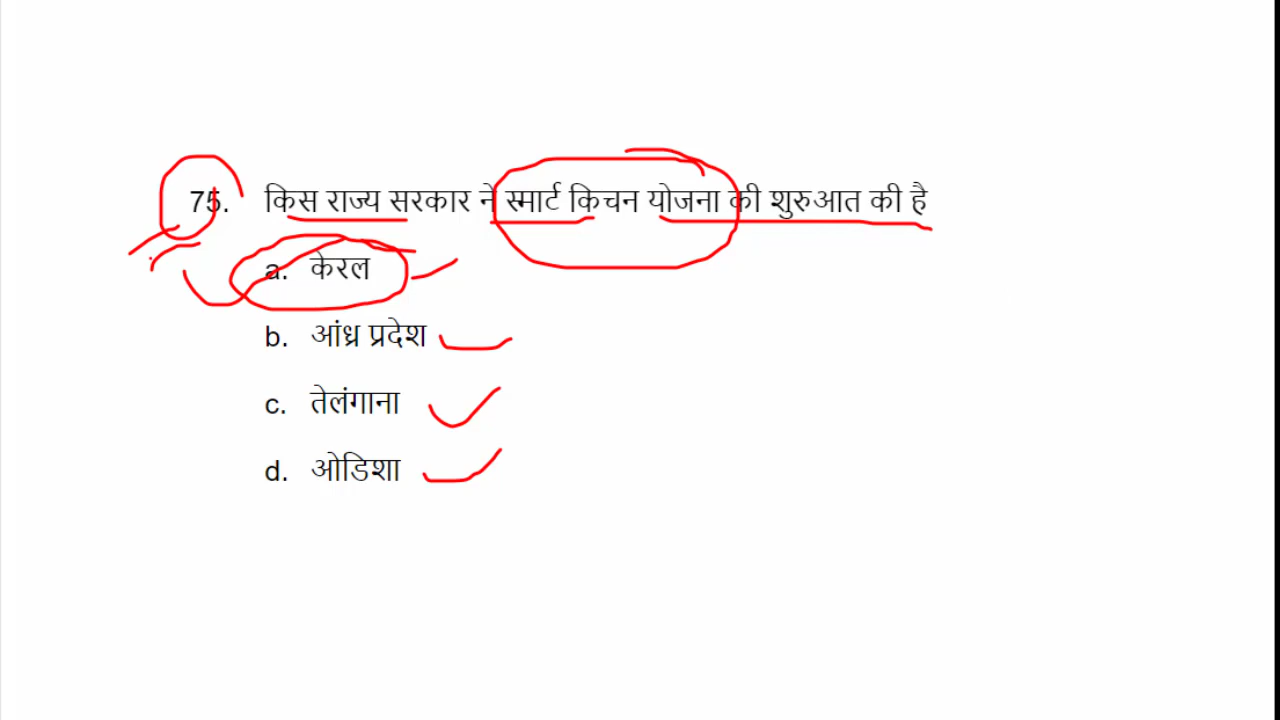 75. किस राज्य सरकार ने स्मार्ट किचन योजना की शुरुआत की है
a. केरल
b. आंध्र प्रदेश
c. तेलंगाना
d. ओडिशा